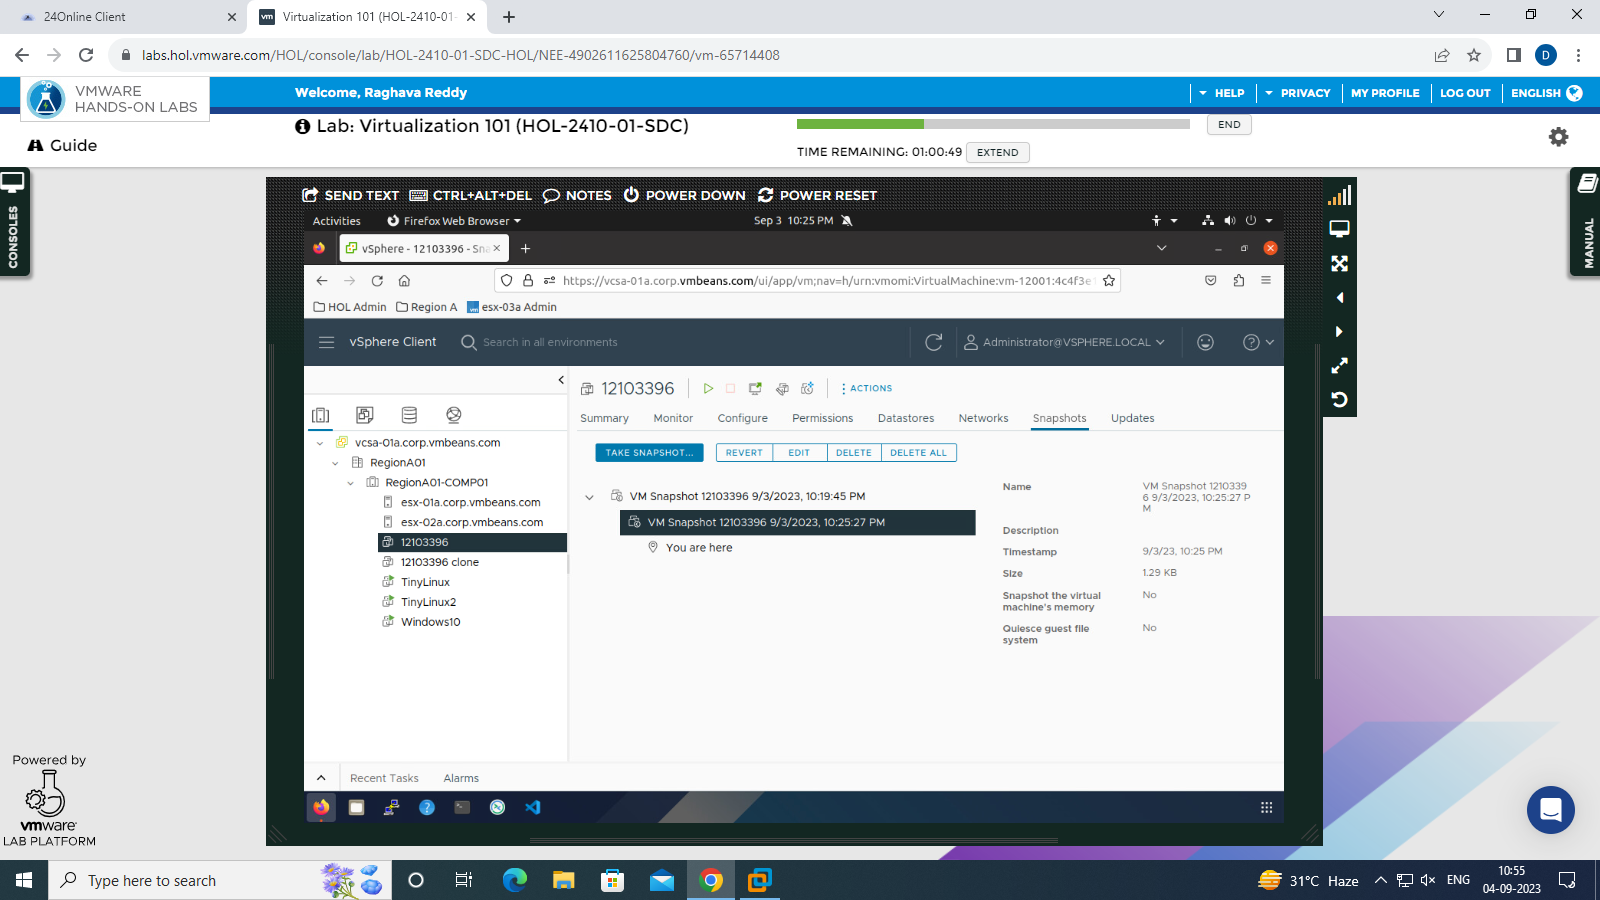 24Online Client
Virtualization 101 (HOL-2410-01-
labs.hol.vmware.com/HOL/console/lab/HOL-2410-01-SDC-HOL/NEE-4902611625804760/vm-65714408
D
VMWARE
HANDS-ON LABS
Welcome, Raghava Reddy
HELP
PRIVACY
MY PROFILE
LOG OUT
ENGLISH
Guide
Lab: Virtualization 101 (HOL-2410-01-SDC)
END
TIME REMAINING: 01:00:49
EXTEND
CONSOLES
MANUAL
SEND TEXT
CTRL+ALT+DEL
NOTES
POWER DOWN
POWER RESET
Activities
Firefox Web Browser
Sep 3 10:25 PM
vSphere - 12103396 - Sna
https://vcsa-01a.corp.vmbeans.com/ui/app/vm;nav=h/urn:vmomi:VirtualMachine:vm-12001:4c4f3e1
HOL Admin
Region A
esx-03a Admin
vSphere Client
Search in all environments
Administrator@VSPHERE.LOCAL
12103396
ACTIONS
Summary
Monitor
Configure
Permissions
Datastores
Networks
Snapshots
Updates
vcsa-01a.corp.vmbeans.com
RegionA01
RegionA01-COMP01
esx-01a.corp.vmbeans.com
esx-02a.corp.vmbeans.com
12103396
12103396 clone
TinyLinux
TinyLinux2
Windows10
TAKE SNAPSHOT...
REVERT
EDIT
DELETE
DELETE ALL
VM Snapshot 12103396 9/3/2023, 10:19:45 PM
VM Snapshot 12103396 9/3/2023, 10:25:27 PM
You are here
Name
VM Snapshot 1210339
6 9/3/2023, 10:25:27 P
M
Description
Timestamp
9/3/23, 10:25 PM
Size
1.29 KB
Snapshot the virtual
machine's memory
No
Quiesce guest file
system
No
Recent Tasks
Alarms
Powered by
vmware
LAB PLATFORM
Type here to search
31°C Haze
ENG
10:55
04-09-2023